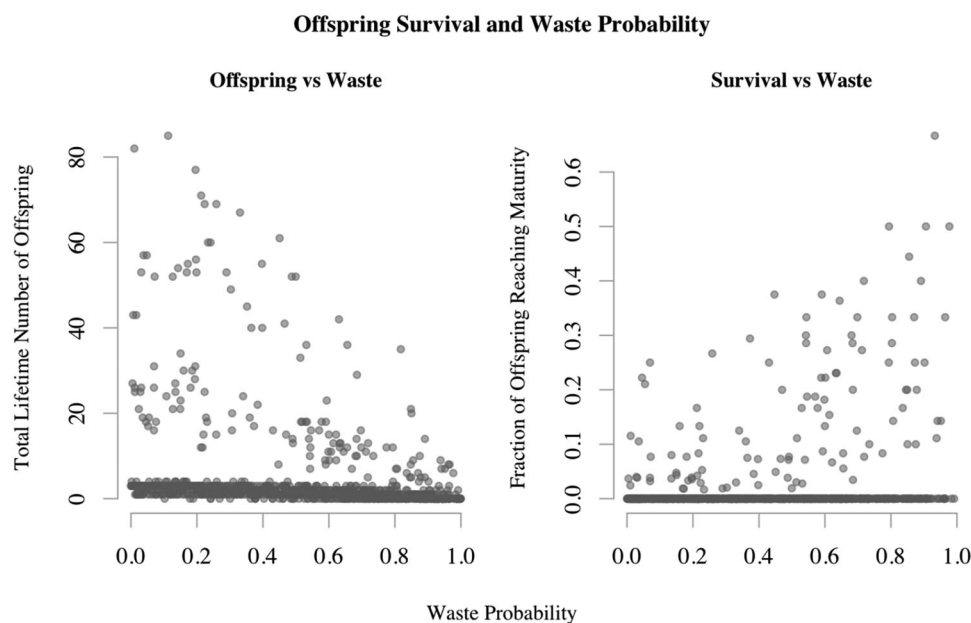 Offspring Survival and Waste Probability
Offspring vs Waste
Total Lifetime Number of Offspring
80
60
40
20
0
0.0 0.2 0.4 0.6 0.8 1.0
Survival vs Waste
Fraction of Offspring Reaching Maturity
0.6
0.5
0.4
0.3
0.2
0.1
0.0
0.0 0.2 0.4 0.6 0.8 1.0
Waste Probability